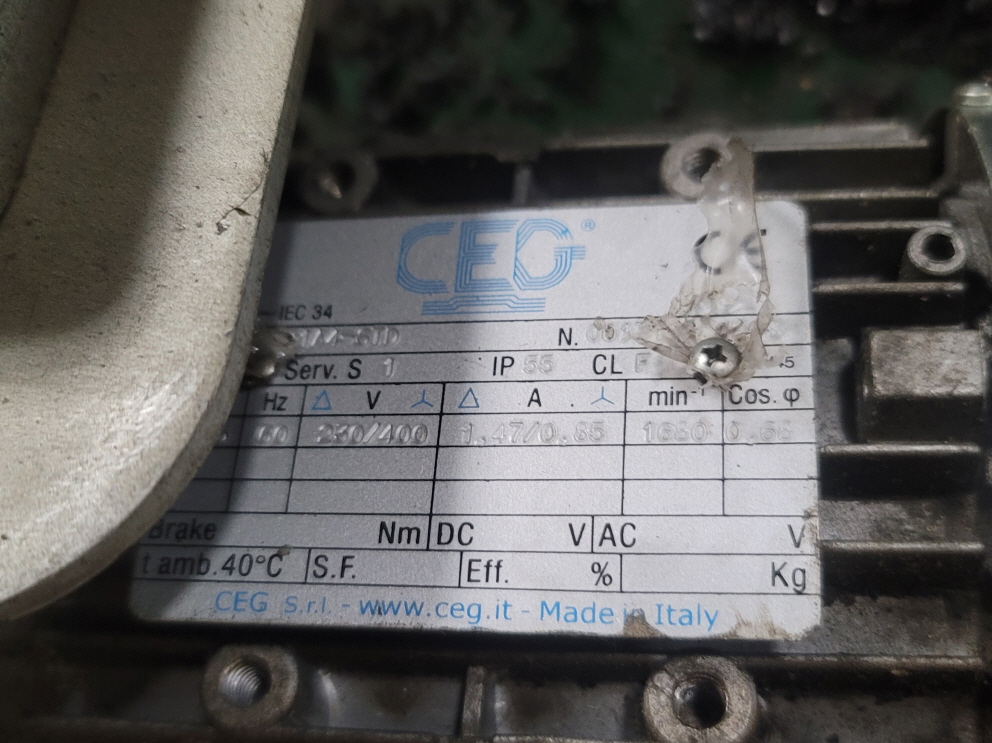 CEG®
IEC 34
N.
Serv. S 1 IP 55 CL F
Hz Δ V A Δ min⁻¹ Cos. φ
60 230/400 1.47/0.85 1680
Brake Nm DC V AC V
t amb.40°C S.F. Eff. % Kg
CEG S.r.l. - www.ceg.it - Made in Italy